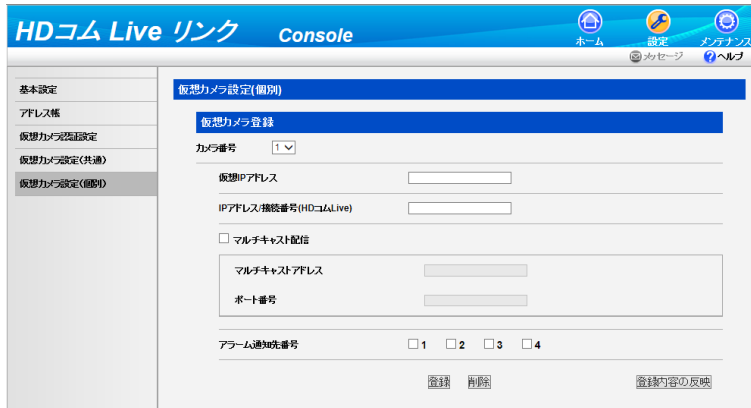 HDコム Live リンク Console
ホーム 設定 メンテナンス
メッセージ ?ヘルプ
基本設定
アドレス帳
仮想カメラ認証設定
仮想カメラ設定(共通)
仮想カメラ設定(個別)
仮想カメラ設定(個別)
仮想カメラ登録
カメラ番号 1
仮想IPアドレス
IPアドレス/接続番号(HDコムLive)
マルチキャスト配信
マルチキャストアドレス
ポート番号
アラーム通知先番号 1 2 3 4
登録 削除 登録内容の反映